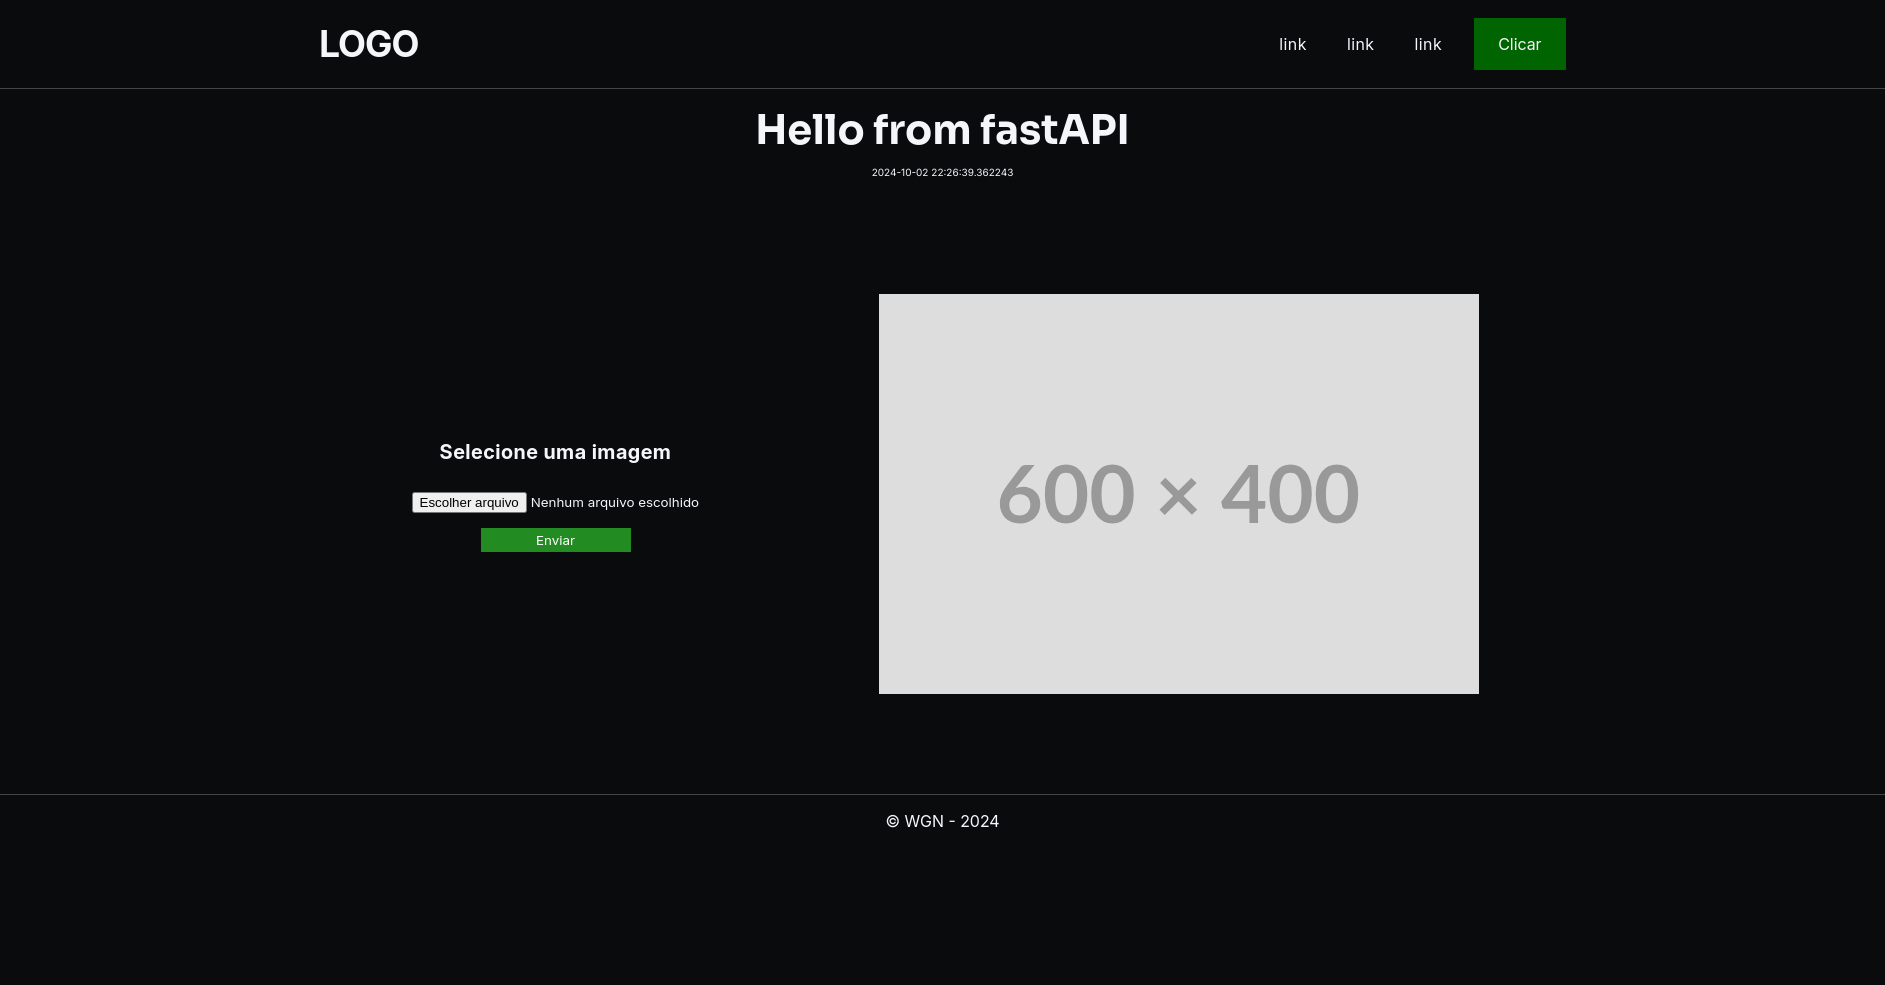 LOGO
link link link Clicar
Hello from fastAPI
2024-10-02 22:26:39.362243
Selecione uma imagem
Escolher arquivo Nenhum arquivo escolhido
Enviar
600 × 400
© WGN - 2024